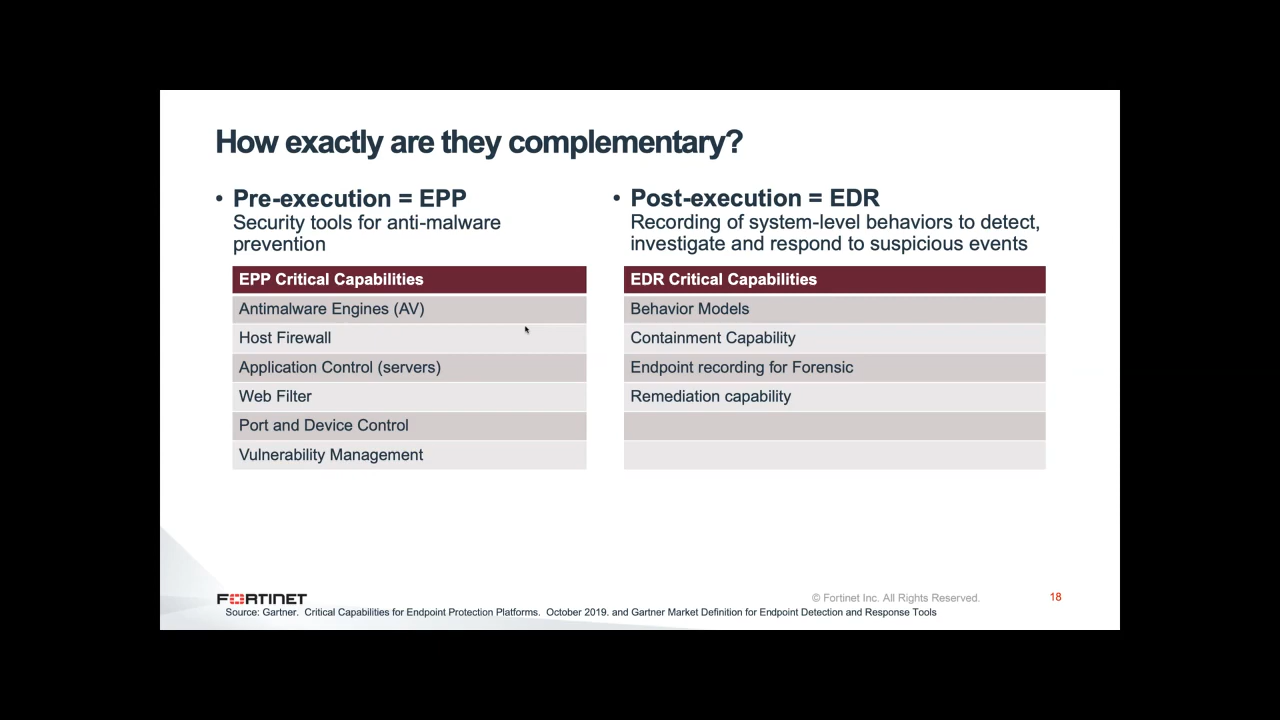 How exactly are they complementary?
• Pre-execution = EPP
Security tools for anti-malware
prevention
EPP Critical Capabilities
Antimalware Engines (AV)
Host Firewall
Application Control (servers)
Web Filter
Port and Device Control
Vulnerability Management
• Post-execution = EDR
Recording of system-level behaviors to detect,
investigate and respond to suspicious events
EDR Critical Capabilities
Behavior Models
Containment Capability
Endpoint recording for Forensic
Remediation capability
FORTINET
© Fortinet Inc. All Rights Reserved.
18
Source: Gartner. Critical Capabilities for Endpoint Protection Platforms. October 2019. and Gartner Market Definition for Endpoint Detection and Response Tools